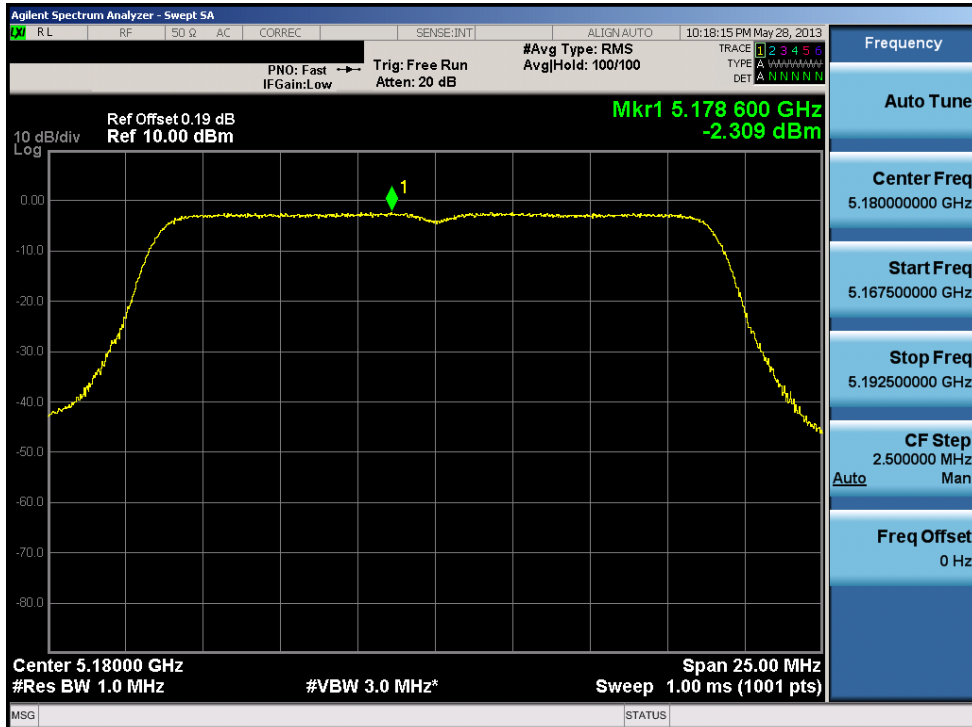 Agilent Spectrum Analyzer - Swept SA
LXI RL RF 50 Ω AC CORREC SENSE:INT ALIGN AUTO 10:18:15 PM May 28, 2013
Frequency
PNO: Fast
IFGain:Low
Trig: Free Run
Atten: 20 dB
#Avg Type: RMS
Avg|Hold: 100/100
TRACE 1 2 3 4 5 6
TYPE A WWWWW
DET A N N N N N
Auto Tune
Mkr1 5.178 600 GHz
-2.309 dBm
Ref Offset 0.19 dB
10 dB/div Ref 10.00 dBm
Log
1
0.00
-10.0
-20.0
-30.0
-40.0
-50.0
-60.0
-70.0
-80.0
Center Freq
5.180000000 GHz
Start Freq
5.167500000 GHz
Stop Freq
5.192500000 GHz
CF Step
2.500000 MHz
Auto Man
Freq Offset
0 Hz
Center 5.18000 GHz Span 25.00 MHz
#Res BW 1.0 MHz #VBW 3.0 MHz* Sweep 1.00 ms (1001 pts)
MSG STATUS